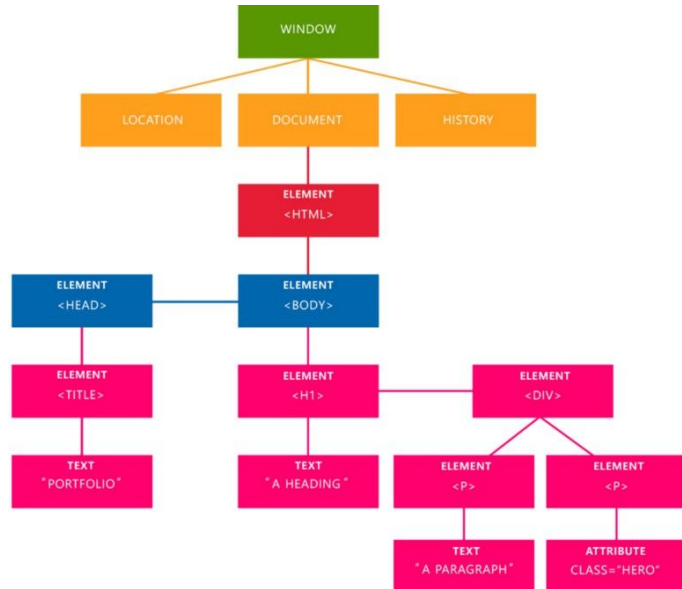 WINDOW
LOCATION
DOCUMENT
HISTORY
ELEMENT
<HTML>
ELEMENT
<HEAD>
ELEMENT
<BODY>
ELEMENT
<TITLE>
ELEMENT
<H1>
ELEMENT
<DIV>
TEXT
"PORTFOLIO"
TEXT
"A HEADING"
ELEMENT
<P>
ELEMENT
<P>
TEXT
"A PARAGRAPH"
ATTRIBUTE
CLASS="HERO"